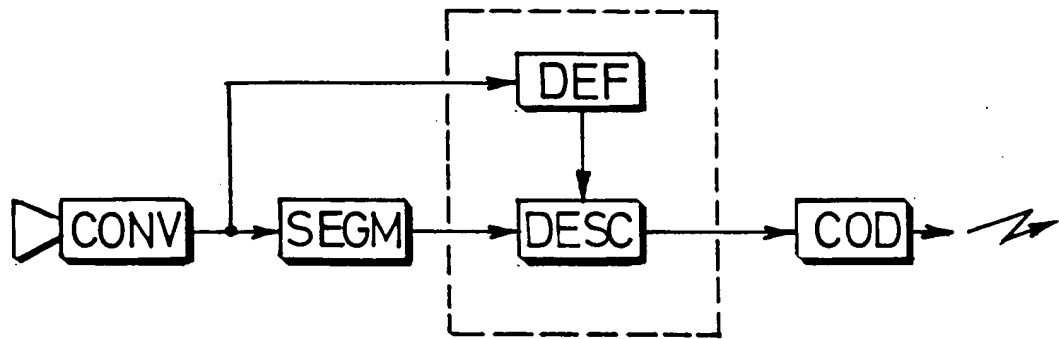 DEF
CONV
SEGM
DESC
COD